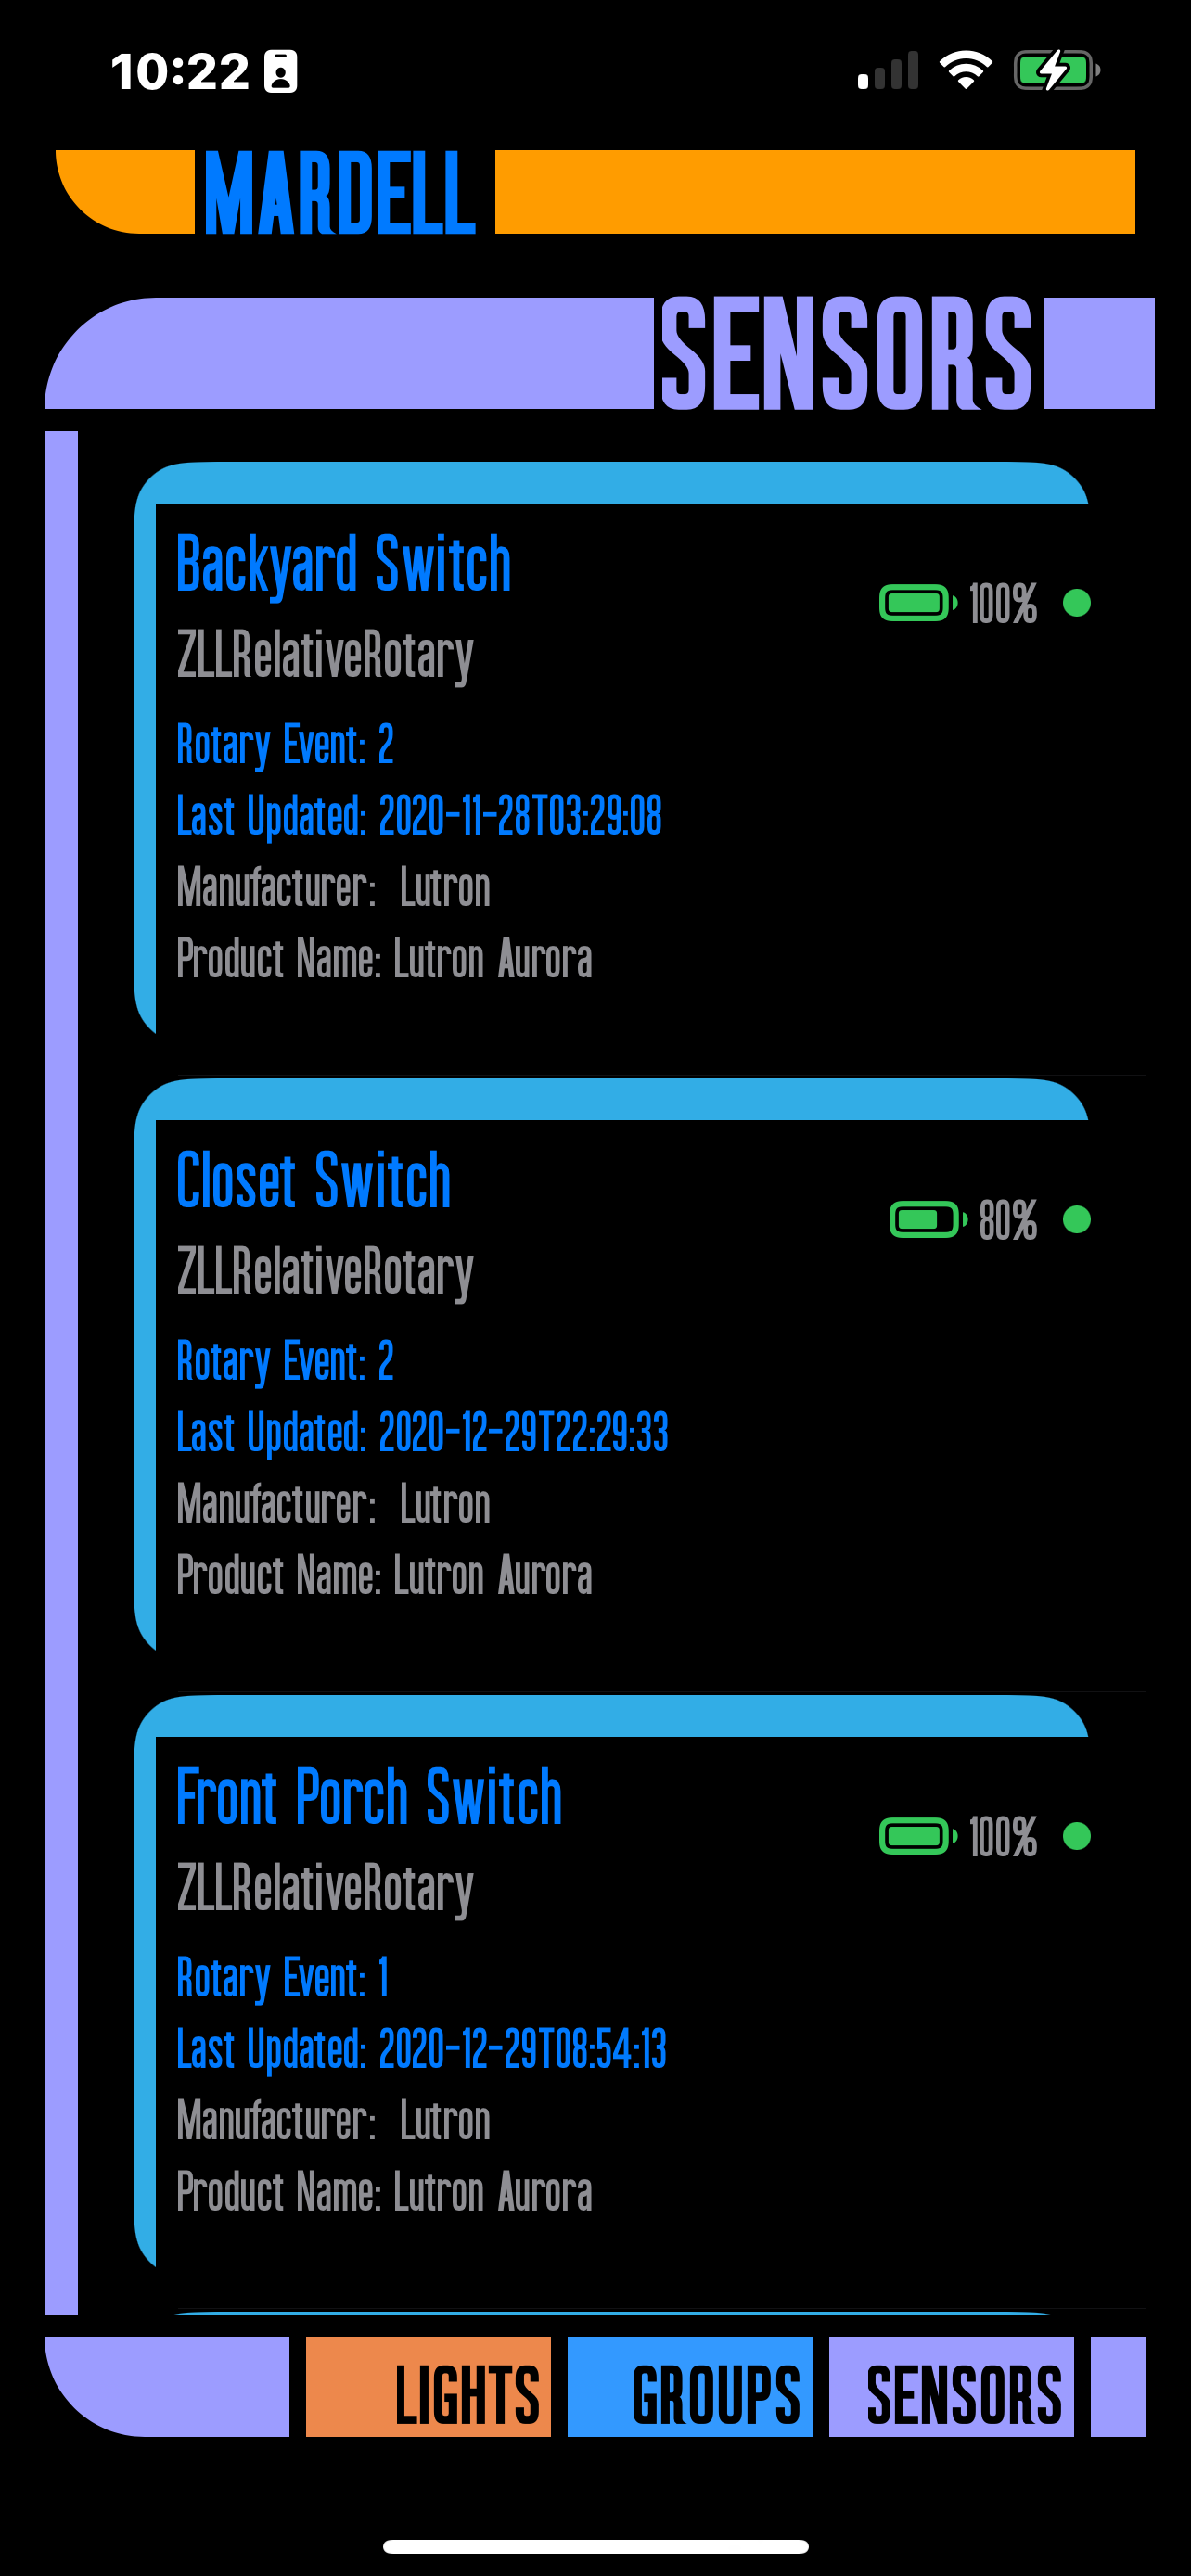 10:22
MARDELL
SENSORS
Backyard Switch
100%
ZLLRelativeRotary
Rotary Event: 2
Last Updated: 2020-11-28T03:29:08
Manufacturer:  Lutron
Product Name: Lutron Aurora
Closet Switch
80%
ZLLRelativeRotary
Rotary Event: 2
Last Updated: 2020-12-29T22:29:33
Manufacturer:  Lutron
Product Name: Lutron Aurora
Front Porch Switch
100%
ZLLRelativeRotary
Rotary Event: 1
Last Updated: 2020-12-29T08:54:13
Manufacturer:  Lutron
Product Name: Lutron Aurora
LIGHTS GROUPS SENSORS